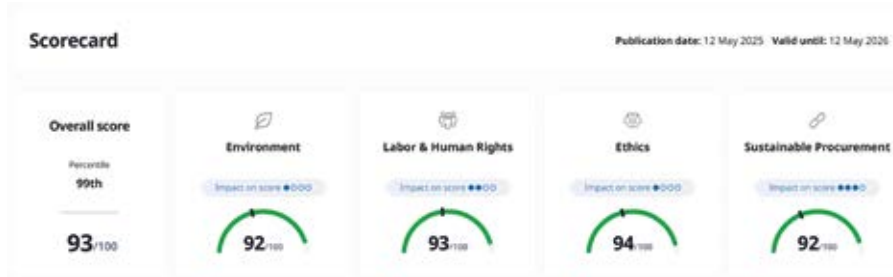 Scorecard
Publication date: 12 May 2025 Valid until: 12 May 2026
Overall score
Percentile
99th
93/100
Environment
Impact on score
92/100
Labor & Human Rights
Impact on score
93/100
Ethics
Impact on score
94/100
Sustainable Procurement
Impact on score
92/100